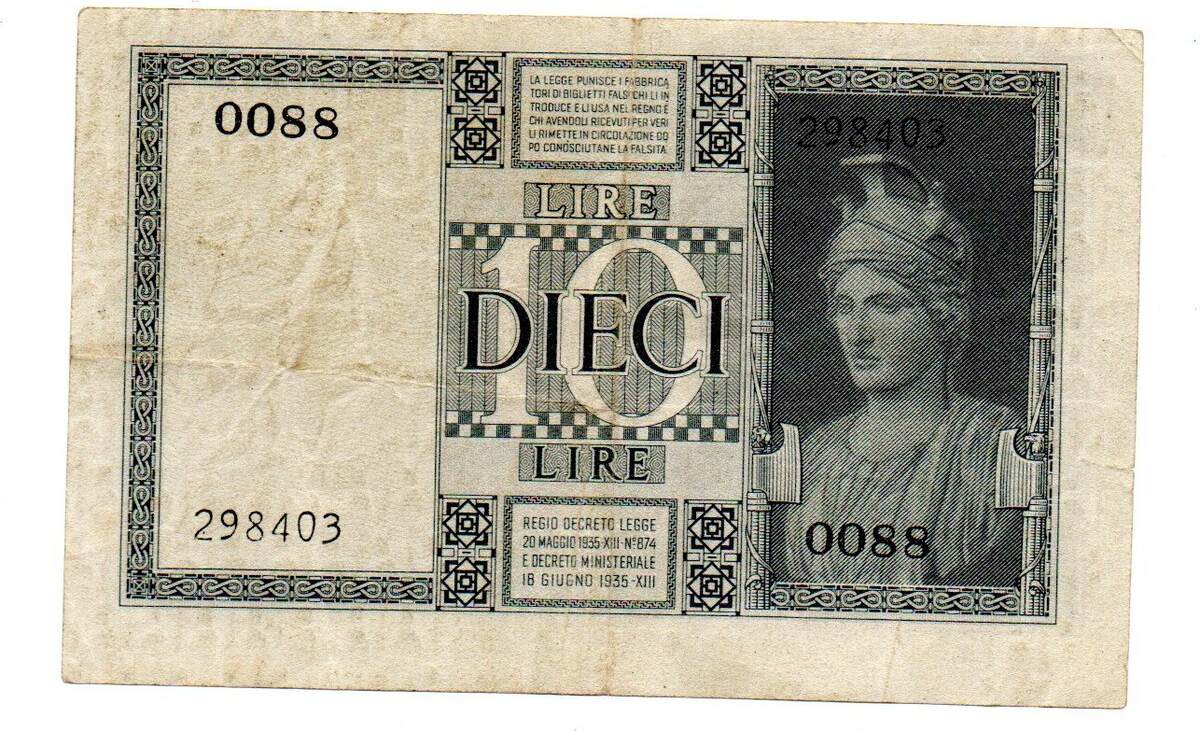 0088
298403
LA LEGGE PUNISCE I FABBRICA
TORI DI BIGLIETTI FALSI CHI LI IN
TRODUCE E LI USA NEL REGNO E
CHI AVENDOLI RICEVUTI PER VERI
LI RIMETTE IN CIRCOLAZIONE DO
PO CONOSCIUTANE LA FALSITA
LIRE
10
DIECI
LIRE
REGIO DECRETO LEGGE
20 MAGGIO 1935-XIII-Nº 874
E DECRETO MINISTERIALE
18 GIUGNO 1935-XIII
298403
0088